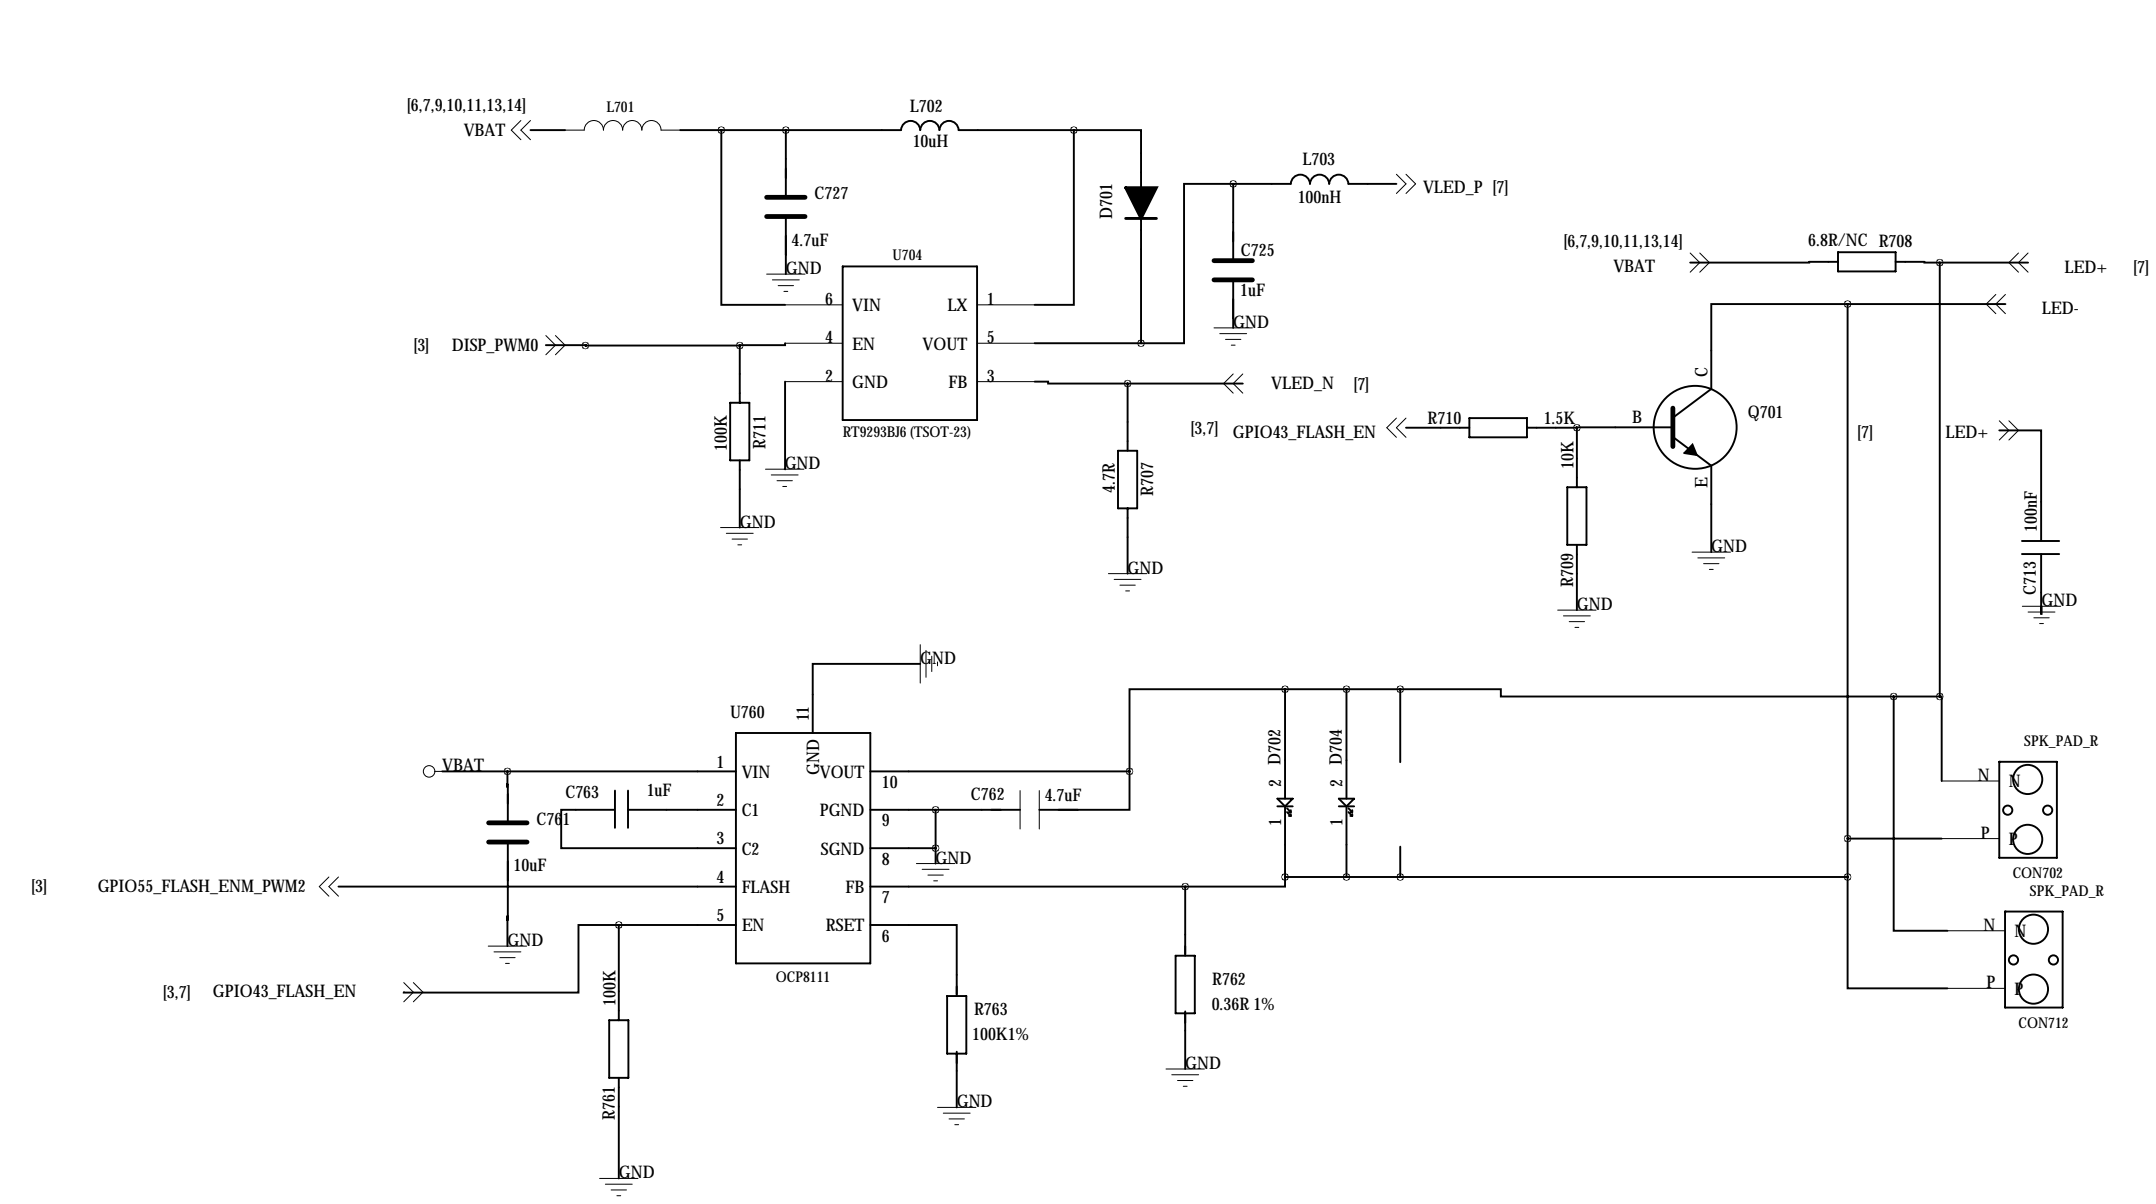 [6,7,9,10,11,13,14]
VBAT
L701
L702
10uH
C727
4.7uF
GND
D701
L703
100nH
VLED_P [7]
C725
1uF
GND
U704
6 VIN LX 1
[3] DISP_PWM0
4 EN VOUT 5
2 GND FB 3
RT9293BJ6 (TSOT-23)
VLED_N [7]
100K
R711
GND
GND
4.7R
R707
GND
[6,7,9,10,11,13,14]
VBAT
6.8R/NC R708
LED+ [7]
LED-
C
B
E
Q701
[3,7] GPIO43_FLASH_EN
R710 1.5K
10K
R709
GND
GND
[7] LED+
100nF
C713
GND
GND
11
U760
VBAT
1 VIN GND VOUT 10
C763 1uF
2 C1 PGND 9
C762 4.7uF
C761
10uF
3 C2 SGND 8
GND
[3] GPIO55_FLASH_ENM_PWM2
4 FLASH FB 7
5 EN RSET 6
OCP8111
GND
[3,7] GPIO43_FLASH_EN
100K
R761
GND
R763
100K1%
GND
R762
0.36R 1%
GND
D702
2
1
D704
2
1
SPK_PAD_R
N N
P P
CON702
SPK_PAD_R
N N
P P
CON712